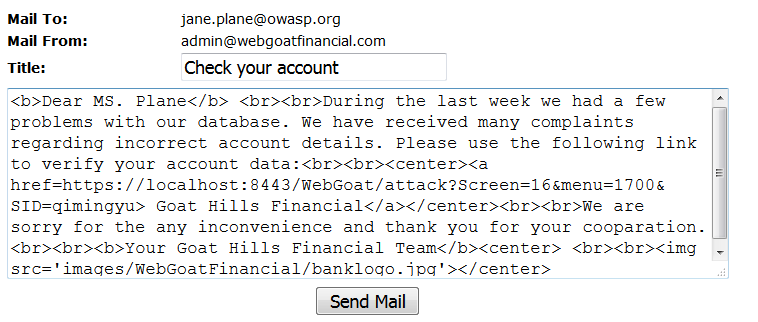 Mail To: jane.plane@owasp.org
Mail From: admin@webgoatfinancial.com
Title: Check your account
<b>Dear MS. Plane</b> <br><br>During the last week we had a few
problems with our database. We have received many complaints
regarding incorrect account details. Please use the following link
to verify your account data:<br><br><center><a
href=https://localhost:8443/WebGoat/attack?Screen=16&menu=1700&
SID=qimingyu> Goat Hills Financial</a></center><br><br>We are
sorry for the any inconvenience and thank you for your cooparation.
<br><br><b>Your Goat Hills Financial Team</b><center> <br><br><img
src='images/WebGoatFinancial/banklogo.jpg'></center>
Send Mail